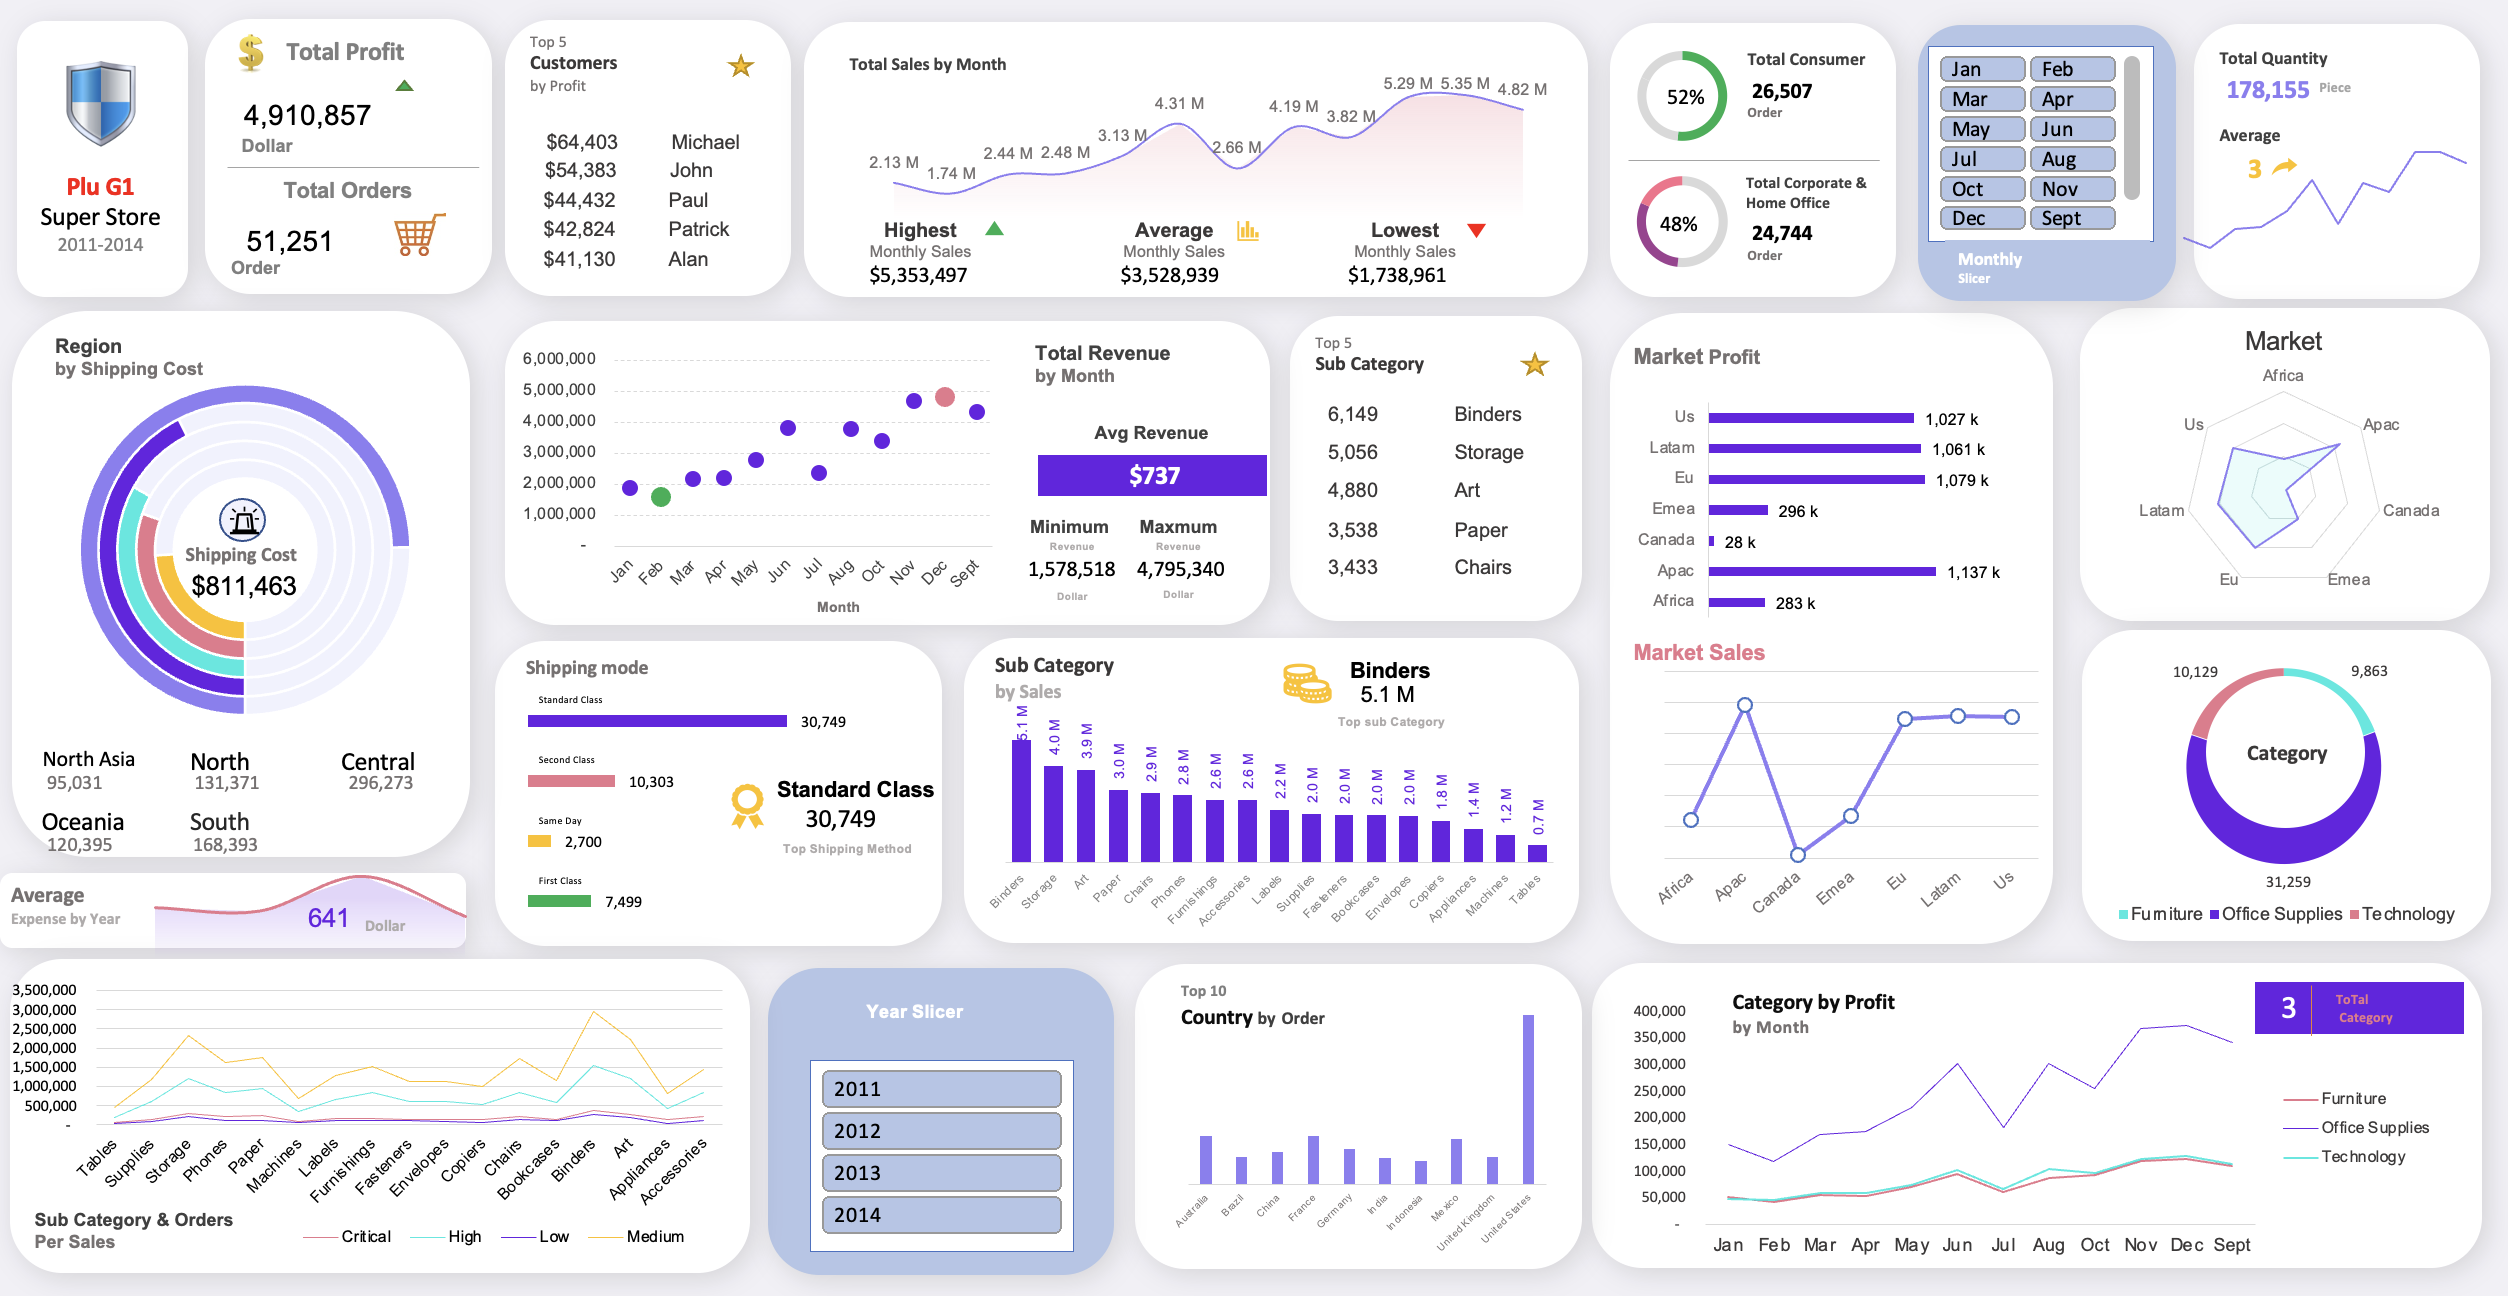 Plu G1
Super Store
2011-2014
Total Profit
4,910,857
Dollar
Total Orders
51,251
Order
Top 5
Customers
by Profit
$64,403 Michael
$54,383 John
$44,432 Paul
$42,824 Patrick
$41,130 Alan
Total Sales by Month
2.13 M 1.74 M 2.44 M 2.48 M 3.13 M 4.31 M 2.66 M 4.19 M 3.82 M 5.29 M 5.35 M 4.82 M
Highest
Monthly Sales
$5,353,497
Average
Monthly Sales
$3,528,939
Lowest
Monthly Sales
$1,738,961
52%
Total Consumer
26,507
Order
48%
Total Corporate &
Home Office
24,744
Order
Jan Feb
Mar Apr
May Jun
Jul Aug
Oct Nov
Dec Sept
Monthly
Slicer
Total Quantity
178,155 Piece
Average
3
Region
by Shipping Cost
Shipping Cost
$811,463
North Asia
95,031
North
131,371
Central
296,273
Oceania
120,395
South
168,393
Average
Expense by Year
641 Dollar
6,000,000
5,000,000
4,000,000
3,000,000
2,000,000
1,000,000
-
Jan Feb Mar Apr May Jun Jul Aug Oct Nov Dec Sept
Month
Total Revenue
by Month
Avg Revenue
$737
Minimum
Revenue
1,578,518
Dollar
Maxmum
Revenue
4,795,340
Dollar
Top 5
Sub Category
6,149 Binders
5,056 Storage
4,880 Art
3,538 Paper
3,433 Chairs
Market Profit
Us 1,027 k
Latam 1,061 k
Eu 1,079 k
Emea 296 k
Canada 28 k
Apac 1,137 k
Africa 283 k
Market Sales
Africa Apac Canada Emea Eu Latam Us
Market
Africa
Apac
Canada
Emea
Eu
Latam
Us
Shipping mode
Standard Class
30,749
Second Class
10,303
Same Day
2,700
First Class
7,499
Standard Class
30,749
Top Shipping Method
Sub Category
by Sales
Binders
5.1 M
Top sub Category
5.1 M 4.0 M 3.9 M 3.0 M 2.9 M 2.8 M 2.6 M 2.6 M 2.2 M 2.0 M 2.0 M 2.0 M 2.0 M 1.8 M 1.4 M 1.2 M 0.7 M
Binders Storage Art Paper Chairs Phones Furnishings Accessories Labels Supplies Fasteners Bookcases Envelopes Copiers Appliances Machines Tables
10,129
9,863
Category
31,259
Furniture Office Supplies Technology
3,500,000
3,000,000
2,500,000
2,000,000
1,500,000
1,000,000
500,000
-
Tables Supplies Storage Phones Paper Machines Labels Furnishings Fasteners Envelopes Copiers Chairs Bookcases Binders Art Appliances Accessories
Sub Category & Orders
Per Sales
Critical High Low Medium
Year Slicer
2011
2012
2013
2014
Top 10
Country by Order
Australia Brazil China France Germany India Indonesia Mexico United Kingdom United States
Category by Profit
by Month
3
ToTal
Category
400,000
350,000
300,000
250,000
200,000
150,000
100,000
50,000
-
Jan Feb Mar Apr May Jun Jul Aug Oct Nov Dec Sept
Furniture
Office Supplies
Technology